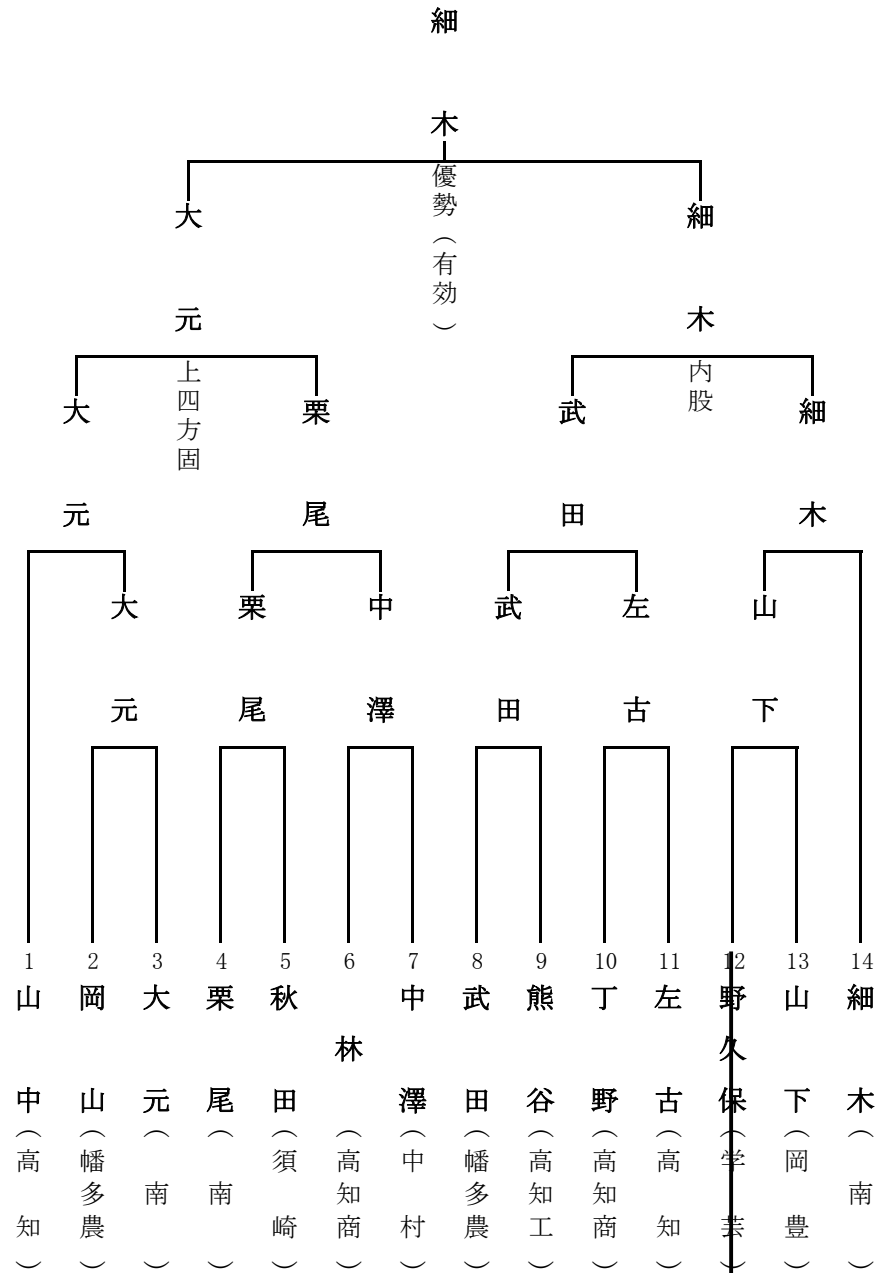 細木
優勢（有効）
大元
細木
上四方固
内股
大元
栗尾
武田
細木
大元
栗尾
中澤
武田
左古
山下
1 山中（高知）
2 岡山（幡多農）
3 大元（南）
4 栗尾（南）
5 秋田（須崎）
6 林（高知商）
7 中澤（中村）
8 武田（幡多農）
9 熊谷（高知工）
10 丁野（高知商）
11 左古（高知）
12 野久保（学芸）
13 山下（岡豊）
14 細木（南）